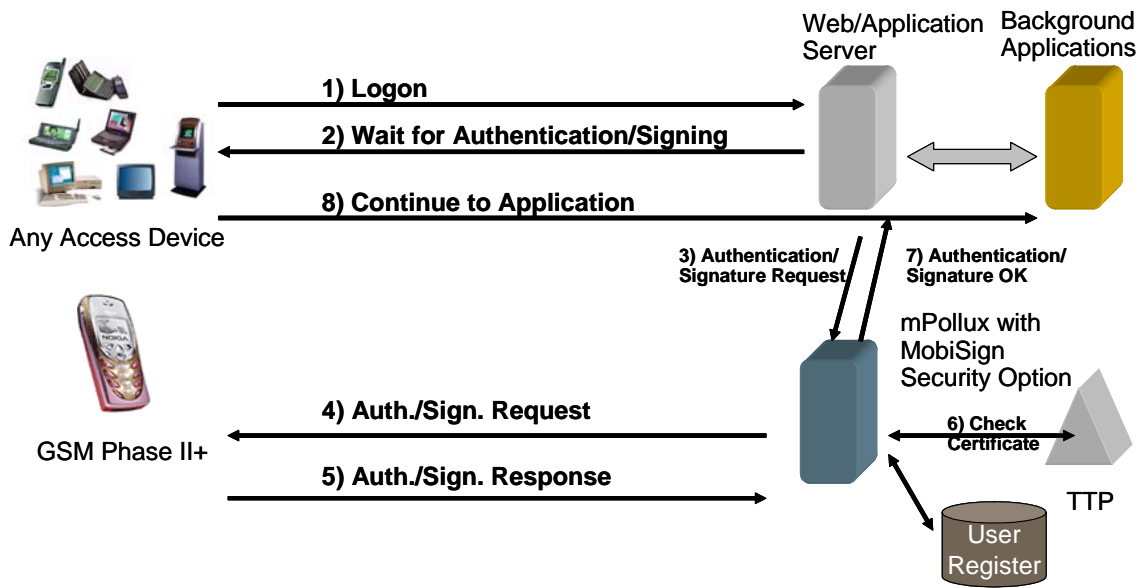 Web/Application
Server
Background
Applications
1) Logon
2) Wait for Authentication/Signing
8) Continue to Application
Any Access Device
3) Authentication/
Signature Request
7) Authentication/
Signature OK
NOKIA
mPollux with
MobiSign
Security Option
4) Auth./Sign. Request
6) Check
Certificate
GSM Phase II+
5) Auth./Sign. Response
TTP
User
Register